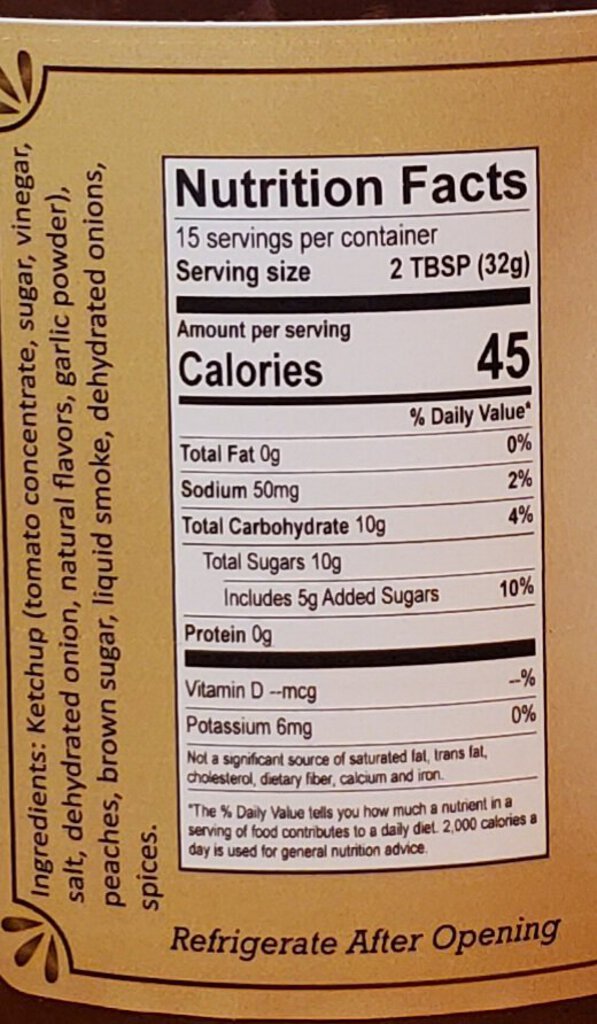 Ingredients: Ketchup (tomato concentrate, sugar, vinegar,
salt, dehydrated onion, natural flavors, garlic powder),
peaches, brown sugar, liquid smoke, dehydrated onions,
spices.
Nutrition Facts
15 servings per container
Serving size 2 TBSP (32g)
Amount per serving
Calories 45
% Daily Value*
Total Fat 0g 0%
Sodium 50mg 2%
Total Carbohydrate 10g 4%
Total Sugars 10g
Includes 5g Added Sugars 10%
Protein 0g
Vitamin D --mcg --%
Potassium 6mg 0%
Not a significant source of saturated fat, trans fat,
cholesterol, dietary fiber, calcium and iron.
*The % Daily Value tells you how much a nutrient in a
serving of food contributes to a daily diet. 2,000 calories a
day is used for general nutrition advice.
Refrigerate After Opening